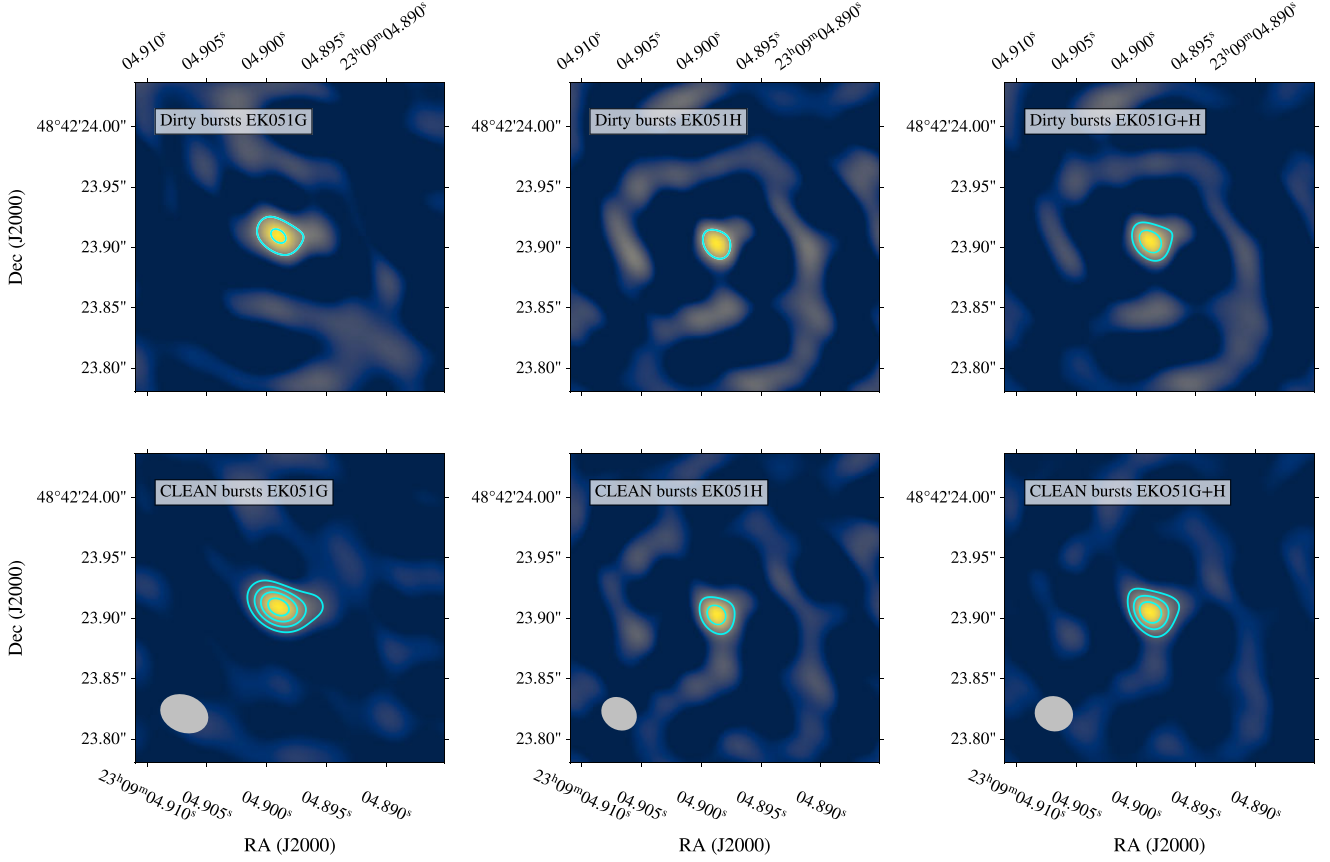 04.910ˢ 04.905ˢ 04.900ˢ 04.895ˢ 23ʰ09ᵐ04.890ˢ
04.910ˢ 04.905ˢ 04.900ˢ 04.895ˢ 23ʰ09ᵐ04.890ˢ
04.910ˢ 04.905ˢ 04.900ˢ 04.895ˢ 23ʰ09ᵐ04.890ˢ
Dec (J2000)
48°42'24.00"
23.95"
23.90"
23.85"
23.80"
Dirty bursts EK051G
48°42'24.00"
23.95"
23.90"
23.85"
23.80"
Dirty bursts EK051H
48°42'24.00"
23.95"
23.90"
23.85"
23.80"
Dirty bursts EK051G+H
Dec (J2000)
48°42'24.00"
23.95"
23.90"
23.85"
23.80"
CLEAN bursts EK051G
48°42'24.00"
23.95"
23.90"
23.85"
23.80"
CLEAN bursts EK051H
48°42'24.00"
23.95"
23.90"
23.85"
23.80"
CLEAN bursts EKO51G+H
23ʰ09ᵐ04.910ˢ 04.905ˢ 04.900ˢ 04.895ˢ 04.890ˢ
23ʰ09ᵐ04.910ˢ 04.905ˢ 04.900ˢ 04.895ˢ 04.890ˢ
23ʰ09ᵐ04.910ˢ 04.905ˢ 04.900ˢ 04.895ˢ 04.890ˢ
RA (J2000)
RA (J2000)
RA (J2000)